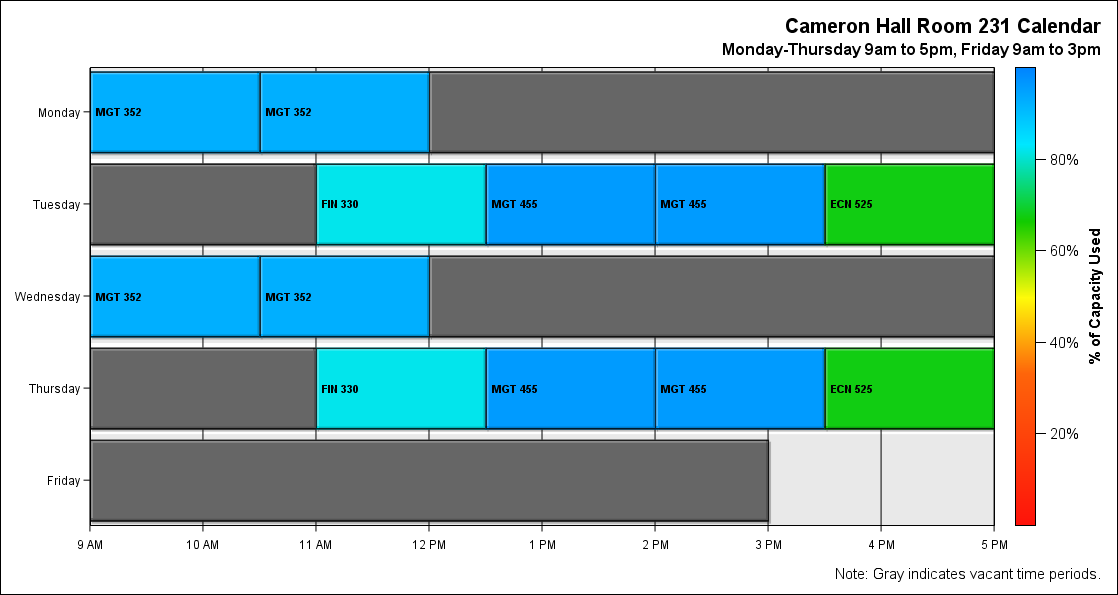 Cameron Hall Room 231 Calendar
Monday-Thursday 9am to 5pm, Friday 9am to 3pm
Monday
MGT 352
MGT 352
Tuesday
FIN 330
MGT 455
MGT 455
ECN 525
Wednesday
MGT 352
MGT 352
Thursday
FIN 330
MGT 455
MGT 455
ECN 525
Friday
9 AM
10 AM
11 AM
12 PM
1 PM
2 PM
3 PM
4 PM
5 PM
80%
60%
40%
20%
% of Capacity Used
Note: Gray indicates vacant time periods.